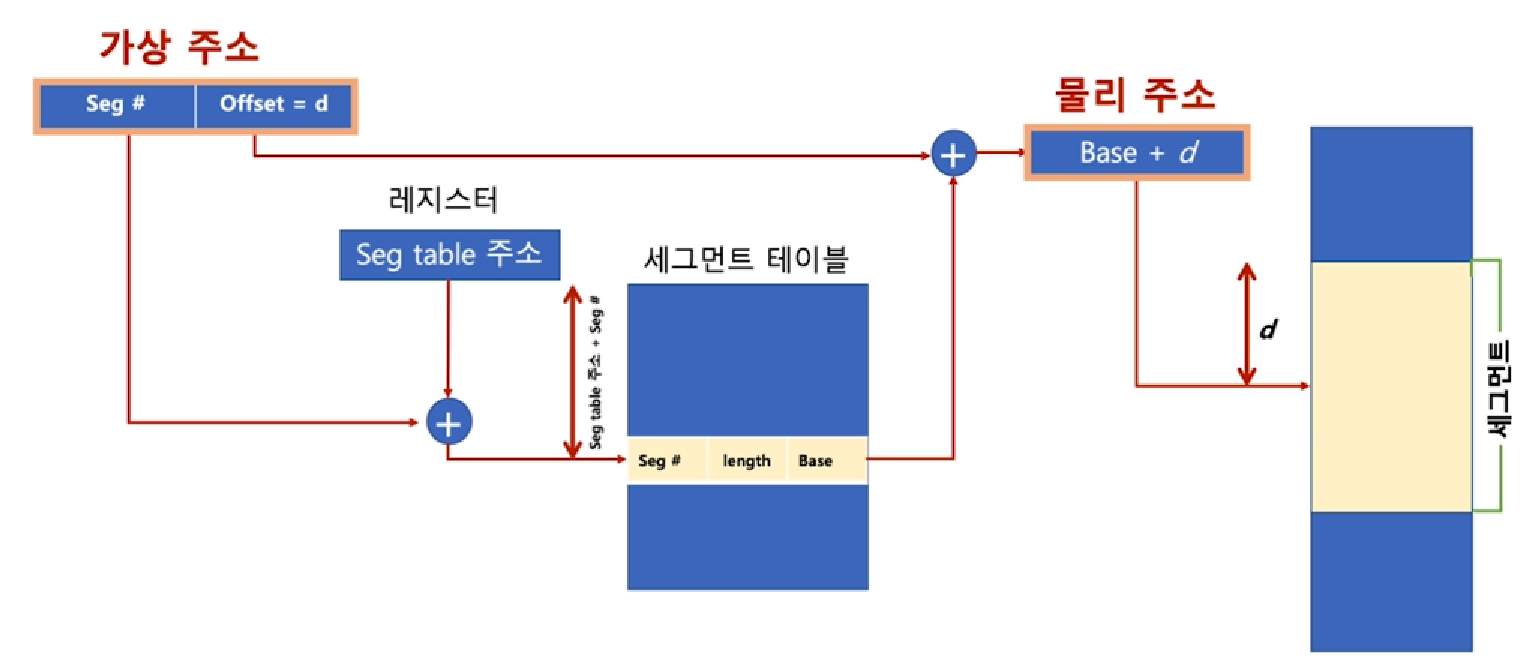 가상 주소
Seg #
Offset = d
물리 주소
Base + d
레지스터
Seg table 주소
세그먼트 테이블
Seg table 주소 + Seg #
Seg #
length
Base
d
세그먼트